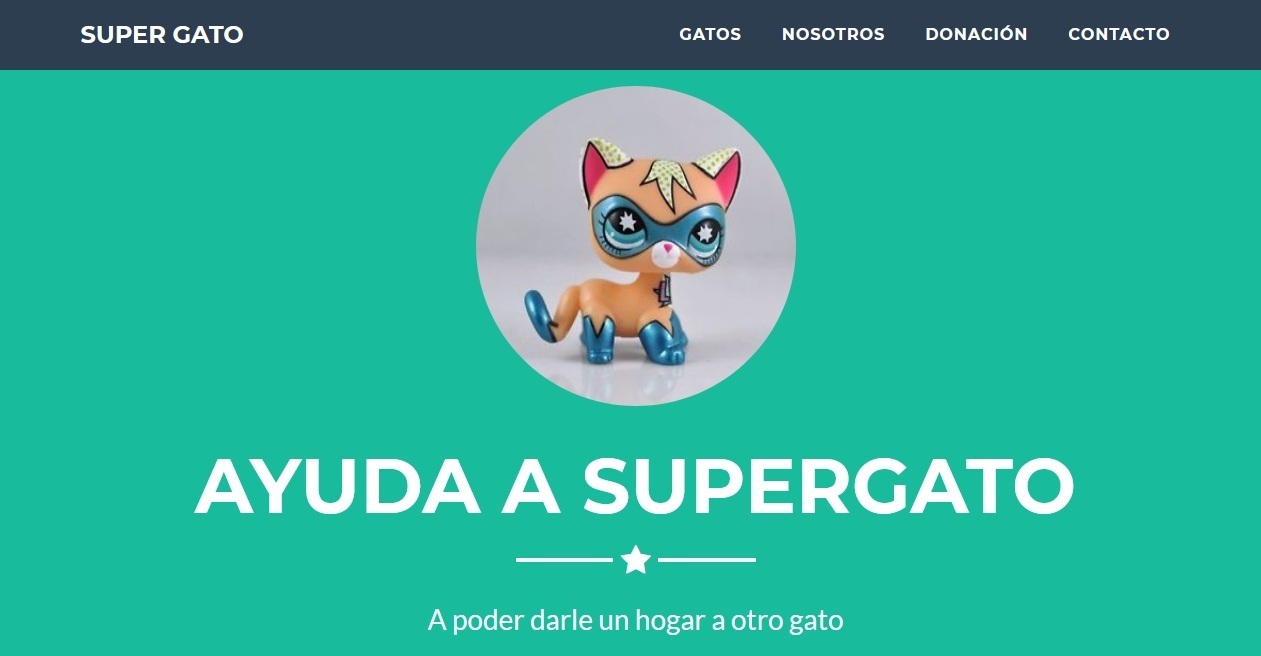 SUPER GATO
GATOS NOSOTROS DONACIÓN CONTACTO
AYUDA A SUPERGATO
A poder darle un hogar a otro gato